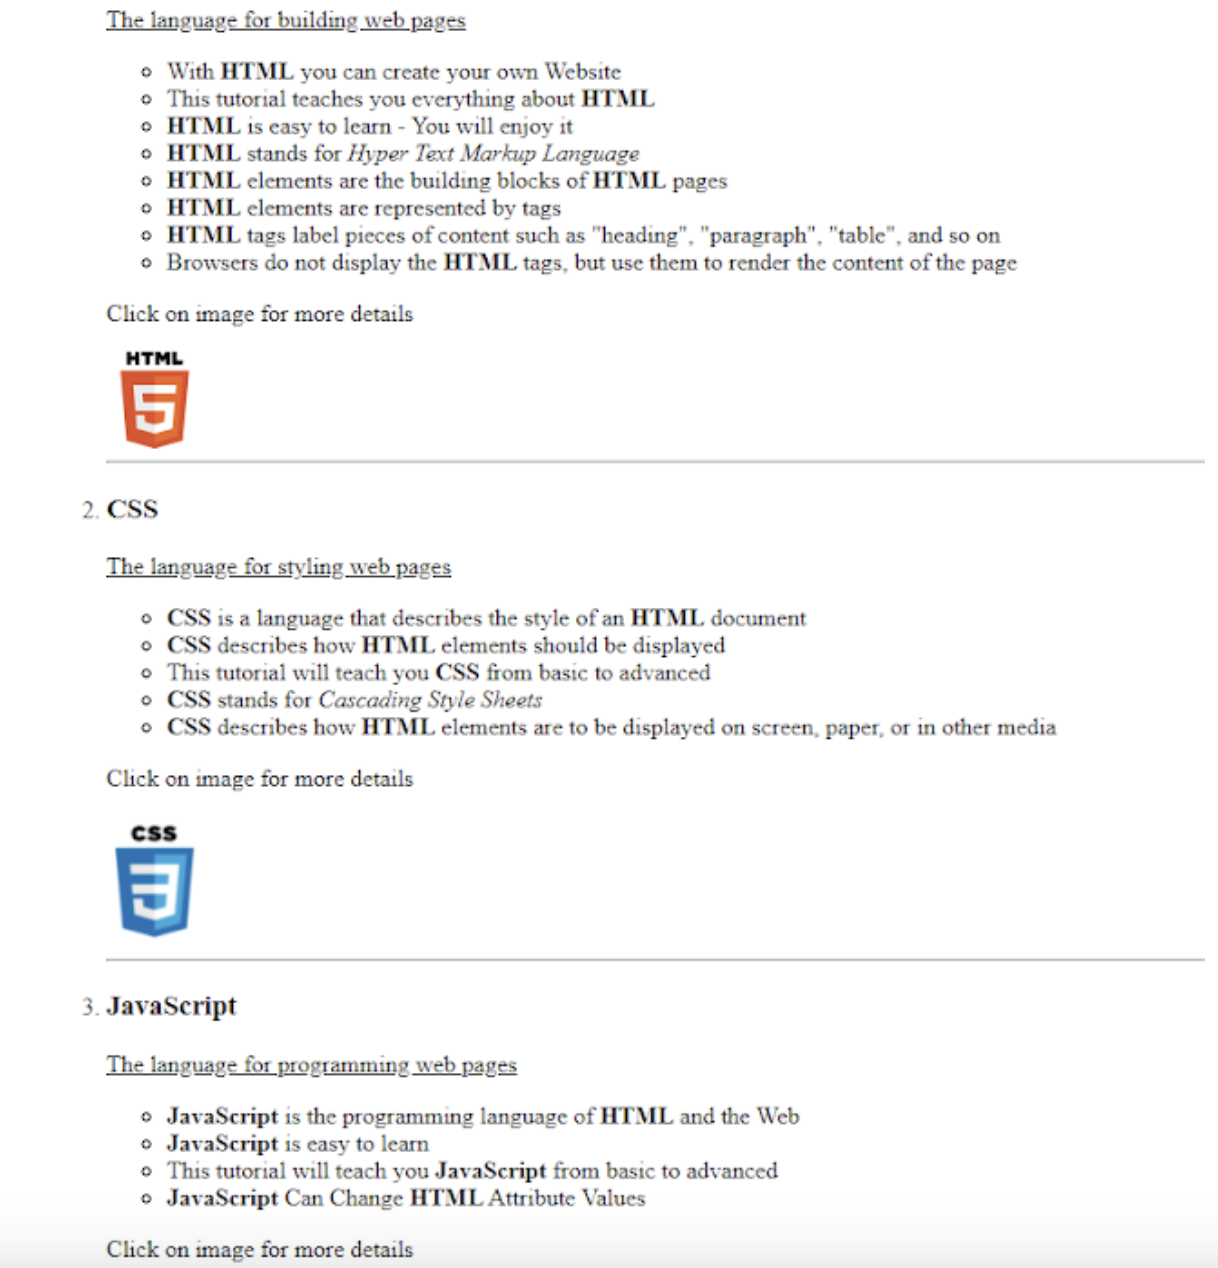 The language for building web pages
With HTML you can create your own Website
This tutorial teaches you everything about HTML
HTML is easy to learn - You will enjoy it
HTML stands for Hyper Text Markup Language
HTML elements are the building blocks of HTML pages
HTML elements are represented by tags
HTML tags label pieces of content such as "heading", "paragraph", "table", and so on
Browsers do not display the HTML tags, but use them to render the content of the page
Click on image for more details
HTML
5
2. CSS
The language for styling web pages
CSS is a language that describes the style of an HTML document
CSS describes how HTML elements should be displayed
This tutorial will teach you CSS from basic to advanced
CSS stands for Cascading Style Sheets
CSS describes how HTML elements are to be displayed on screen, paper, or in other media
Click on image for more details
CSS
3
3. JavaScript
The language for programming web pages
JavaScript is the programming language of HTML and the Web
JavaScript is easy to learn
This tutorial will teach you JavaScript from basic to advanced
JavaScript Can Change HTML Attribute Values
Click on image for more details